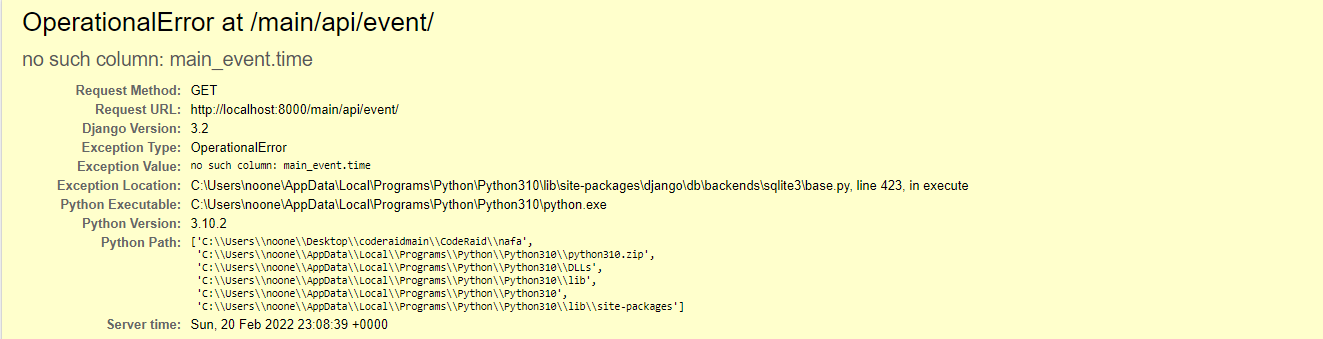 OperationalError at /main/api/event/
no such column: main_event.time
Request Method: GET
Request URL: http://localhost:8000/main/api/event/
Django Version: 3.2
Exception Type: OperationalError
Exception Value: no such column: main_event.time
Exception Location: C:\Users\noone\AppData\Local\Programs\Python\Python310\lib\site-packages\django\db\backends\sqlite3\base.py, line 423, in execute
Python Executable: C:\Users\noone\AppData\Local\Programs\Python\Python310\python.exe
Python Version: 3.10.2
Python Path: ['C:\\Users\\noone\\Desktop\\coderaidmain\\CodeRaid\\nafa',
'C:\\Users\\noone\\AppData\\Local\\Programs\\Python\\Python310\\python310.zip',
'C:\\Users\\noone\\AppData\\Local\\Programs\\Python\\Python310\\DLLs',
'C:\\Users\\noone\\AppData\\Local\\Programs\\Python\\Python310\\lib',
'C:\\Users\\noone\\AppData\\Local\\Programs\\Python\\Python310',
'C:\\Users\\noone\\AppData\\Local\\Programs\\Python\\Python310\\lib\\site-packages']
Server time: Sun, 20 Feb 2022 23:08:39 +0000